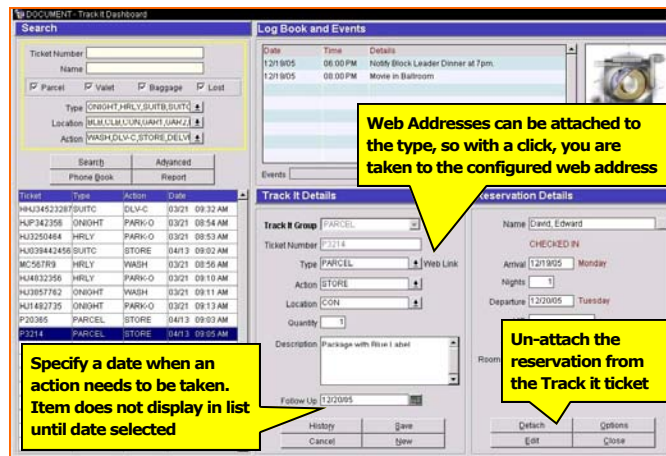 DOCUMENT - Track It Dashboard
Search
Ticket Number
Name
Parcel Valet Baggage Lost
Type ONIGHT,HRLY,SUITB,SUITC
Location
Action WASH,DLV-C,STORE,DELVI
Search Advanced
Phone Book Report
Ticket Type Action Date
HHJ34523287 SUITC DLV-C 03/21 09:32 AM
HJP342356 ONIGHT PARK-O 03/21 08:54 AM
HJ3250464 HRLY PARK-O 03/21 09:53 AM
HJ039442456 SUITC STORE 04/13 09:02 AM
MC567R9 HRLY WASH 03/21 08:56 AM
HJ4832356 HRLY PARK-O 03/21 09:10 AM
HJ3857762 ONIGHT WASH 03/21 09:11 AM
HJ1482735 ONIGHT PARK-O 03/21 09:13 AM
P20365 PARCEL STORE 04/13 09:03 AM
P3214 PARCEL STORE 04/13 09:05 AM
Specify a date when an
action needs to be taken.
Item does not display in list
until date selected
Log Book and Events
Date Time Details
12/19/05 06:00 PM Notify Block Leader Dinner at 7pm.
12/19/05 08:00 PM Movie in Ballroom
Events
Web Addresses can be attached to
the type, so with a click, you are
taken to the configured web address
Track It Details
Track It Group PARCEL
Ticket Number P3214
Type PARCEL Web Link
Action STORE
Location CON
Quantity 1
Description Package with Blue Label
Follow Up 12/20/05
History Save
Cancel New
Reservation Details
Name David, Edward
CHECKED IN
Arrival 12/19/05 Monday
Nights 1
Departure 12/20/05 Tuesday
Room
Un-attach the
reservation from
the Track it ticket
Detach Options
Edit Close